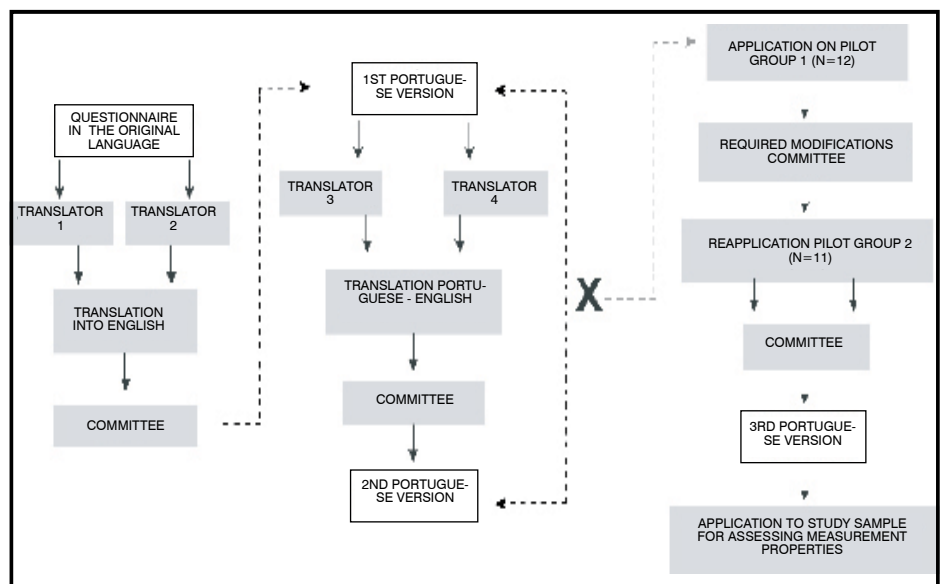 QUESTIONNAIRE
IN THE ORIGINAL
LANGUAGE
TRANSLATOR
1
TRANSLATOR
2
TRANSLATION
INTO ENGLISH
COMMITTEE
1ST PORTUGUE-
SE VERSION
TRANSLATOR
3
TRANSLATOR
4
TRANSLATION PORTU-
GUESE - ENGLISH
COMMITTEE
2ND PORTUGUE-
SE VERSION
X
APPLICATION ON PILOT
GROUP 1 (N=12)
REQUIRED MODIFICATIONS
COMMITTEE
REAPPLICATION PILOT GROUP 2
(N=11)
COMMITTEE
3RD PORTUGUE-
SE VERSION
APPLICATION TO STUDY SAMPLE
FOR ASSESSING MEASUREMENT
PROPERTIES